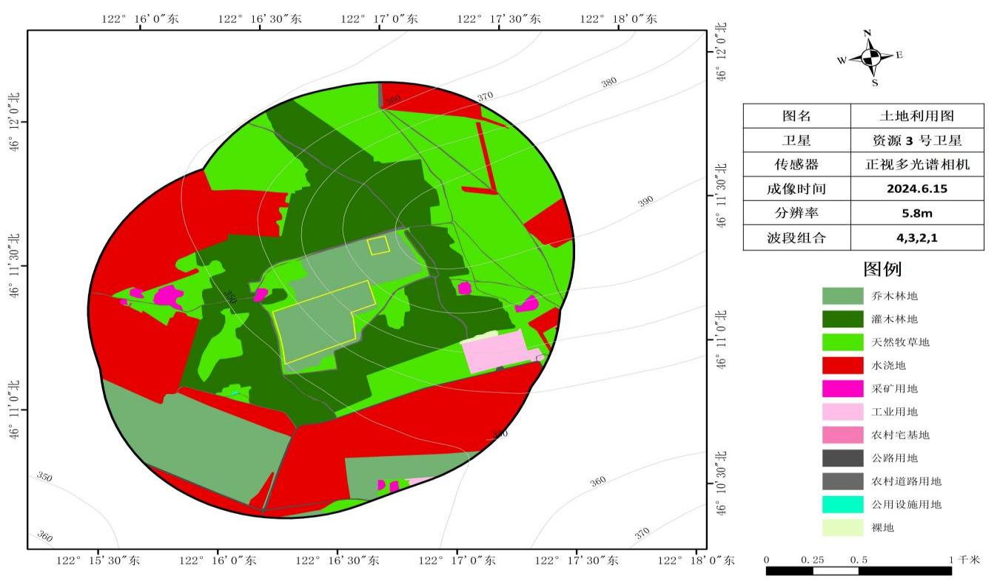 122° 16′0″东 122° 16′30″东 122° 17′0″东 122° 17′30″东 122° 18′0″东
46° 12′0″北
46° 11′30″北
46° 11′0″北
46° 12′0″北
46° 11′30″北
46° 11′0″北
46° 10′30″北
380
370
360
390
350
350
360
360
370
122° 15′30″东 122° 16′0″东 122° 16′30″东 122° 17′0″东 122° 17′30″东 122° 18′0″东
N
W E
S
图名 土地利用图
卫星 资源 3 号卫星
传感器 正视多光谱相机
成像时间 2024.6.15
分辨率 5.8m
波段组合 4,3,2,1
图例
乔木林地
灌木林地
天然牧草地
水浇地
采矿用地
工业用地
农村宅基地
公路用地
农村道路用地
公用设施用地
裸地
0 0.25 0.5 1 千米